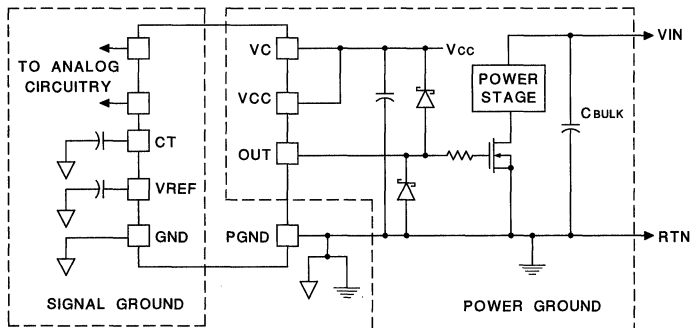 VC
VCC
VIN
TO ANALOG
CIRCUITRY
POWER
STAGE
CBULK
VCC
CT
OUT
VREF
GND
PGND
RTN
SIGNAL GROUND
POWER GROUND